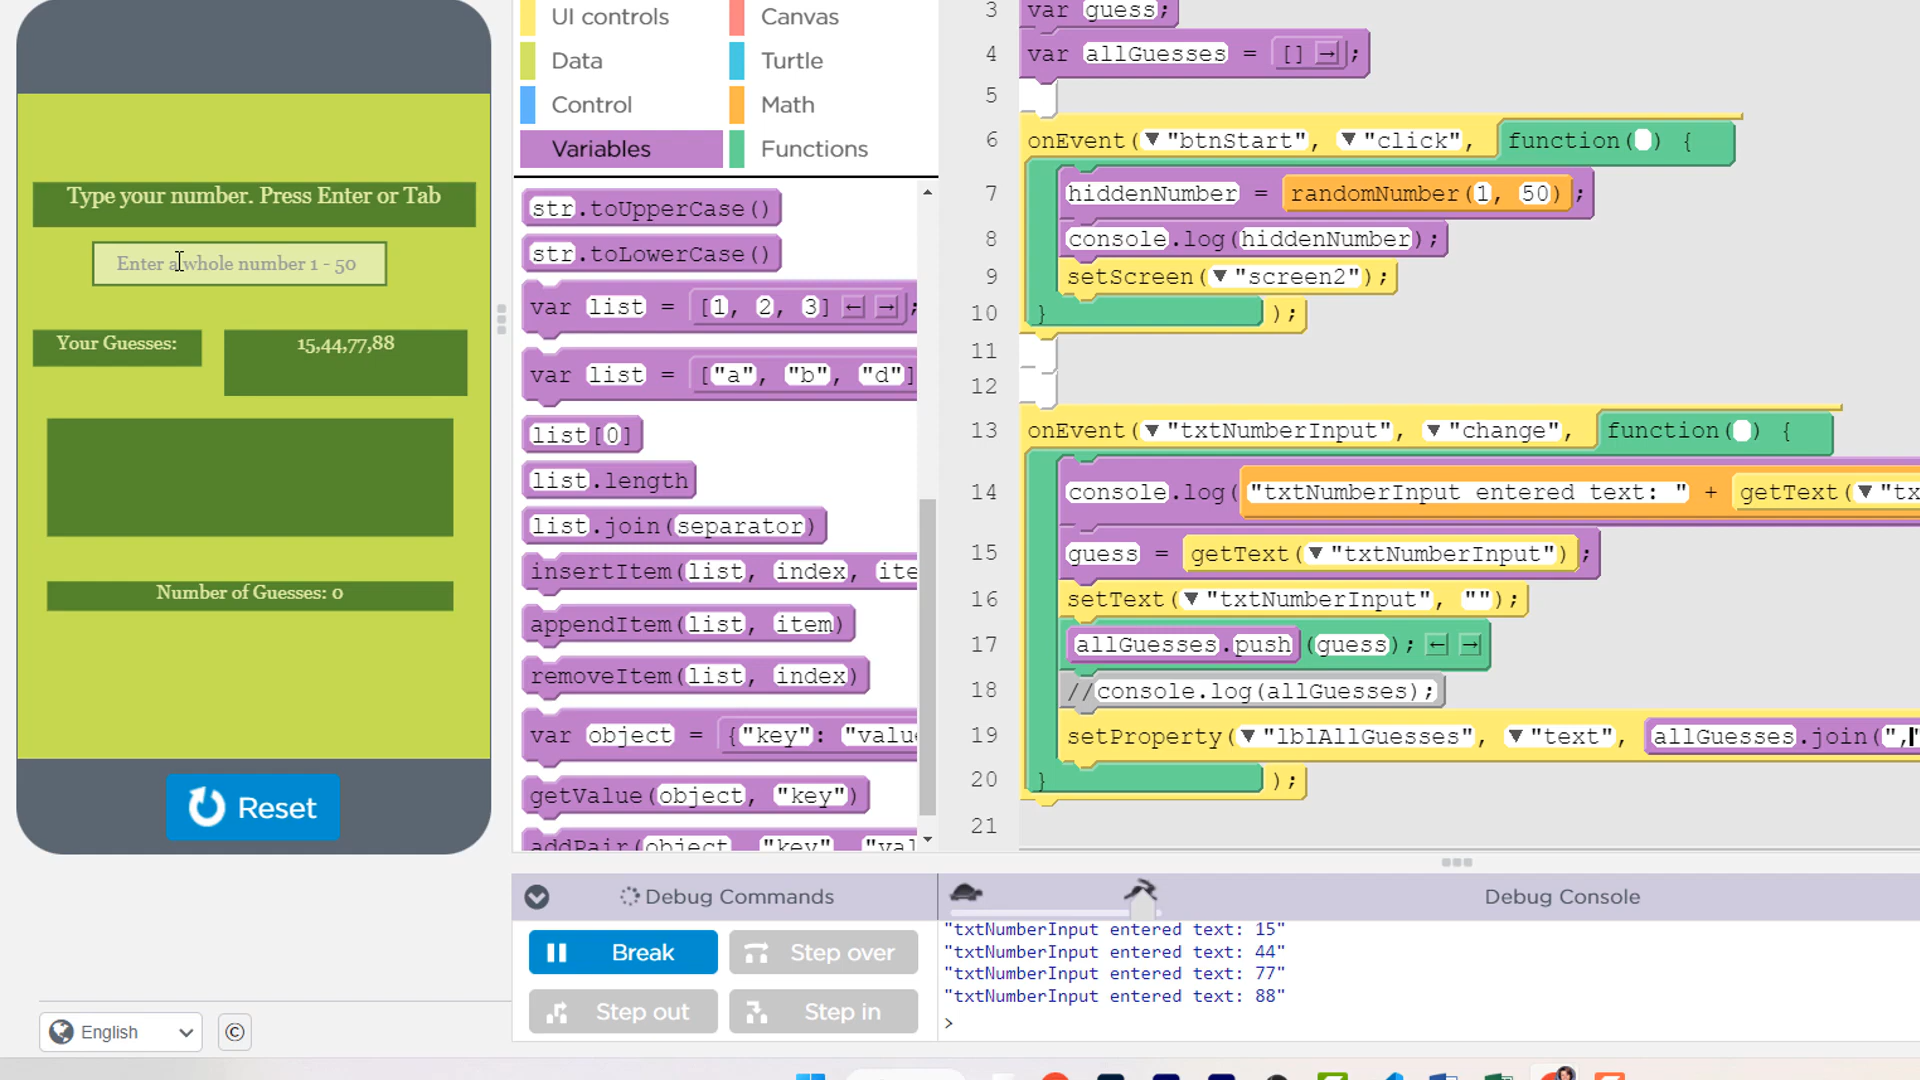 Type your number. Press Enter or Tab
Enter a whole number 1 - 50
Your Guesses:
15,44,77,88
Number of Guesses: 0
Reset
English
©
UI controls
Canvas
Data
Turtle
Control
Math
Variables
Functions
str.toUpperCase()
str.toLowerCase()
var list = [1, 2, 3] ← → ;
var list = ["a", "b", "d"]
list[0]
list.length
list.join(separator)
insertItem(list, index, ite
appendItem(list, item)
removeItem(list, index)
var object = {"key": "value
getValue(object, "key")
addPair(object, "key", "val
3 var guess;
4 var allGuesses = [] → ;
5
6 onEvent(▼"btnStart", ▼"click", function( ) {
7 hiddenNumber = randomNumber(1, 50);
8 console.log(hiddenNumber);
9 setScreen(▼"screen2");
10 } );
11
12
13 onEvent(▼"txtNumberInput", ▼"change", function( ) {
14 console.log("txtNumberInput entered text: " + getText(▼"tx
15 guess = getText(▼"txtNumberInput");
16 setText(▼"txtNumberInput", "");
17 allGuesses.push(guess); ← →
18 //console.log(allGuesses);
19 setProperty(▼"lblAllGuesses", ▼"text", allGuesses.join(","
20 } );
21
Debug Commands
Break
Step over
Step out
Step in
Debug Console
"txtNumberInput entered text: 15"
"txtNumberInput entered text: 44"
"txtNumberInput entered text: 77"
"txtNumberInput entered text: 88"
>